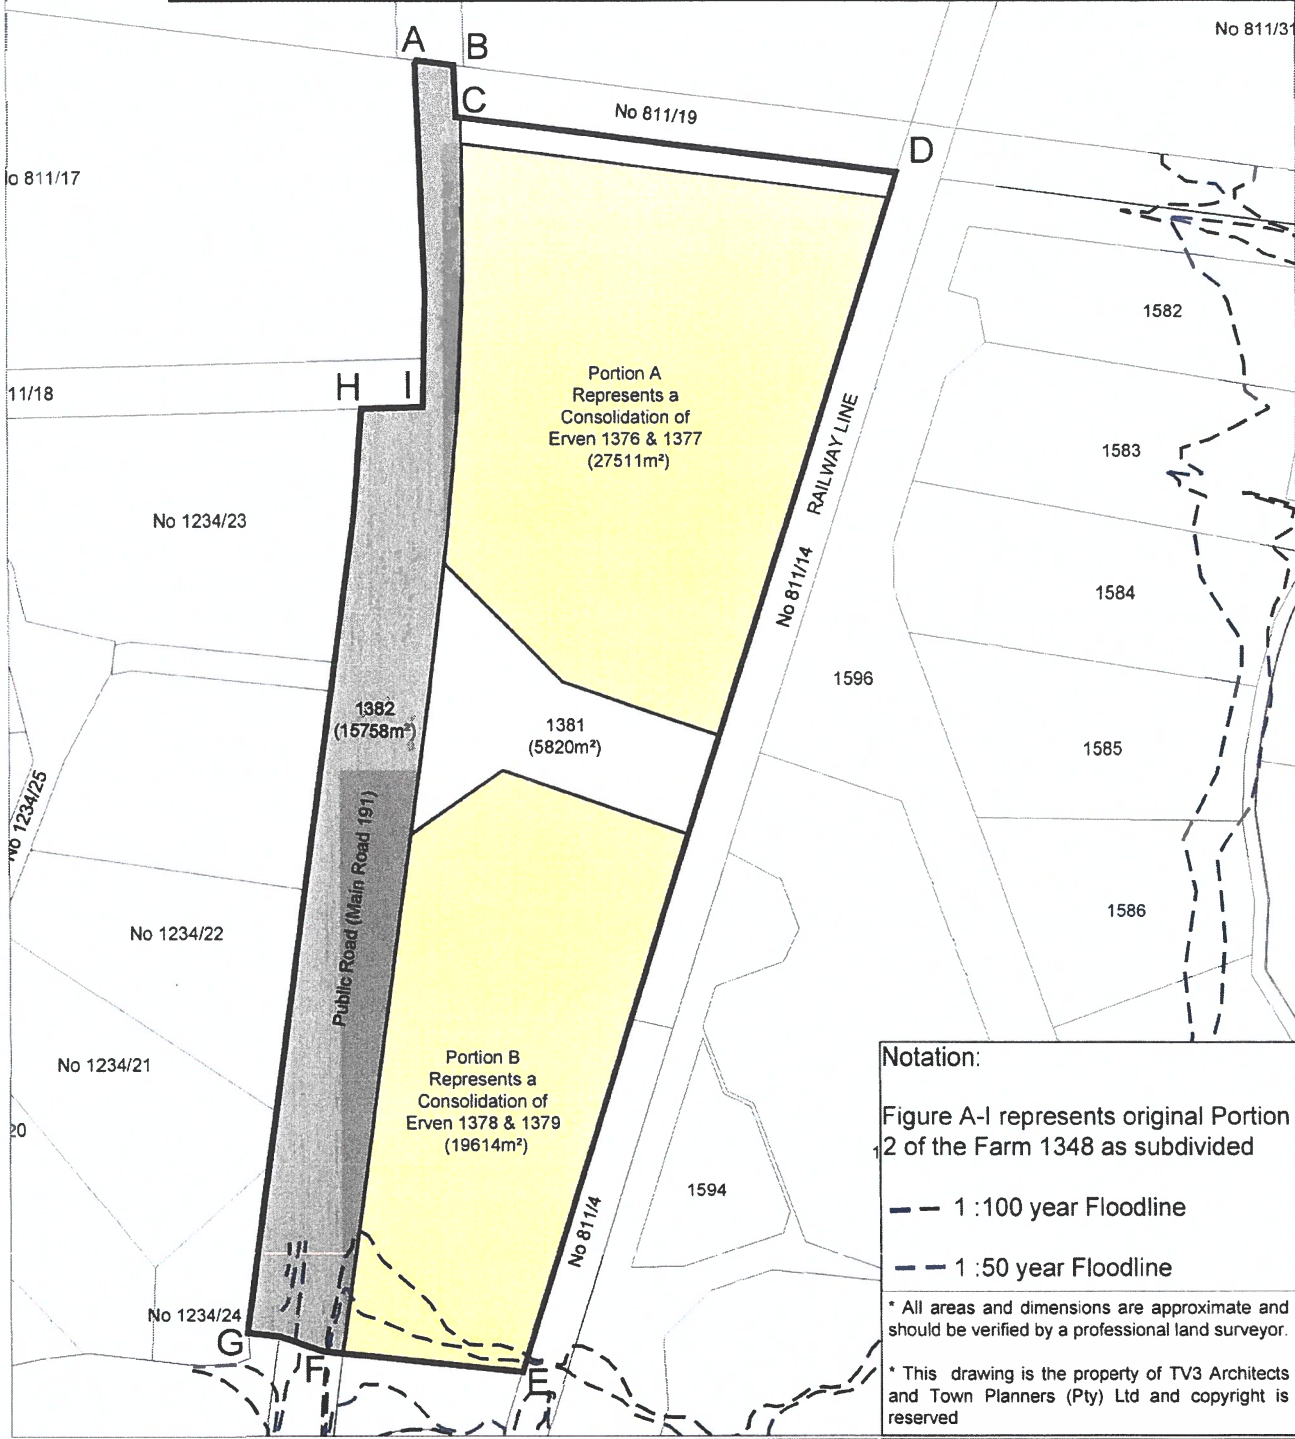 No 811/31
A
B
C
No 811/19
D
o 811/17
1582
H
I
11/18
Portion A
Represents a
Consolidation of
Erven 1376 & 1377
(27511m²)
RAILWAY LINE
1583
No 1234/23
No 811/14
1584
1596
1382
(15758m²)
1381
(5820m²)
1585
No 1234/25
Public Road (Main Road 191)
1586
No 1234/22
No 1234/21
Portion B
Represents a
Consolidation of
Erven 1378 & 1379
(19614m²)
20
1594
No 811/4
No 1234/24
G
F
E
1
Notation:
Figure A-I represents original Portion
2 of the Farm 1348 as subdivided
1 :100 year Floodline
1 :50 year Floodline
* All areas and dimensions are approximate and
should be verified by a professional land surveyor.
* This drawing is the property of TV3 Architects
and Town Planners (Pty) Ltd and copyright is
reserved